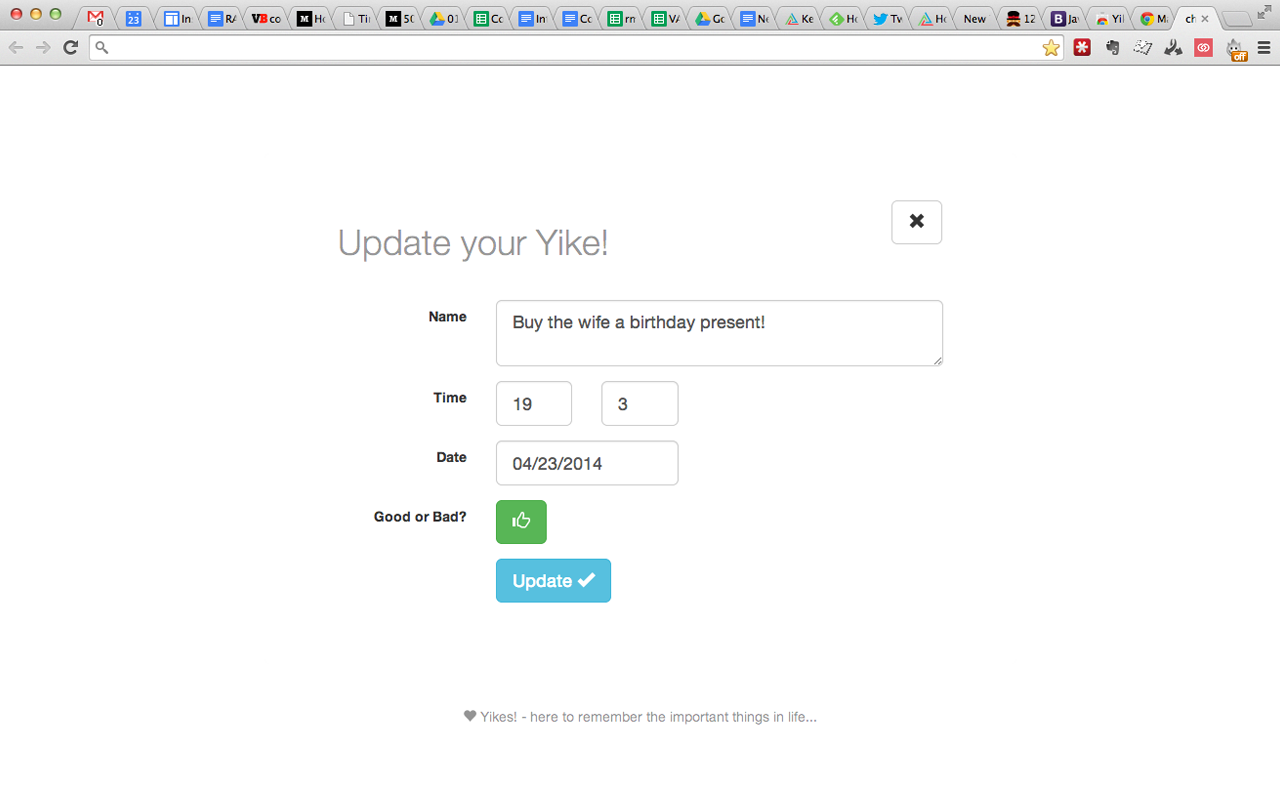 0 23 In RA VB co M Ho Ti M 50 01 Co In Co rn VA Go Ne Ke Ho Tv Ho New 12 B Ja Yi M ch
off
Update your Yike!
Name Buy the wife a birthday present!
Time 19 3
Date 04/23/2014
Good or Bad?
Update
Yikes! - here to remember the important things in life...